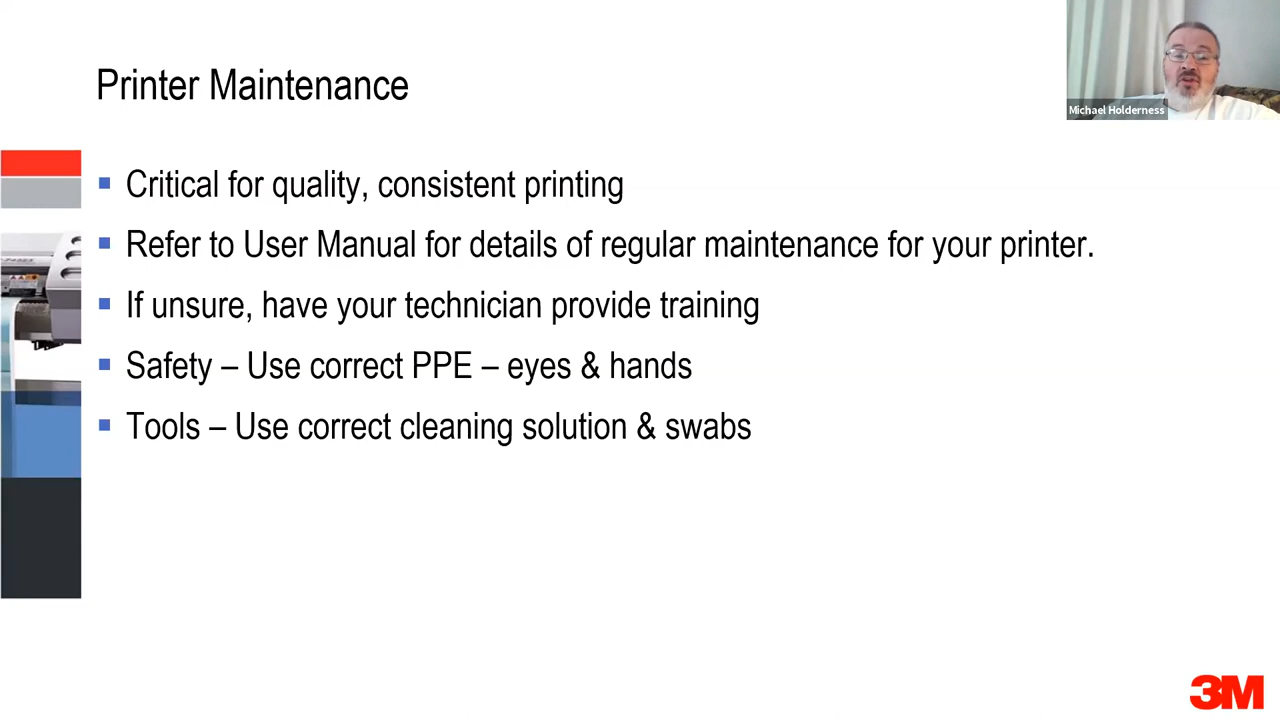 Printer Maintenance
Michael Holderness
Critical for quality, consistent printing
Refer to User Manual for details of regular maintenance for your printer.
If unsure, have your technician provide training
Safety – Use correct PPE – eyes & hands
Tools – Use correct cleaning solution & swabs
3M